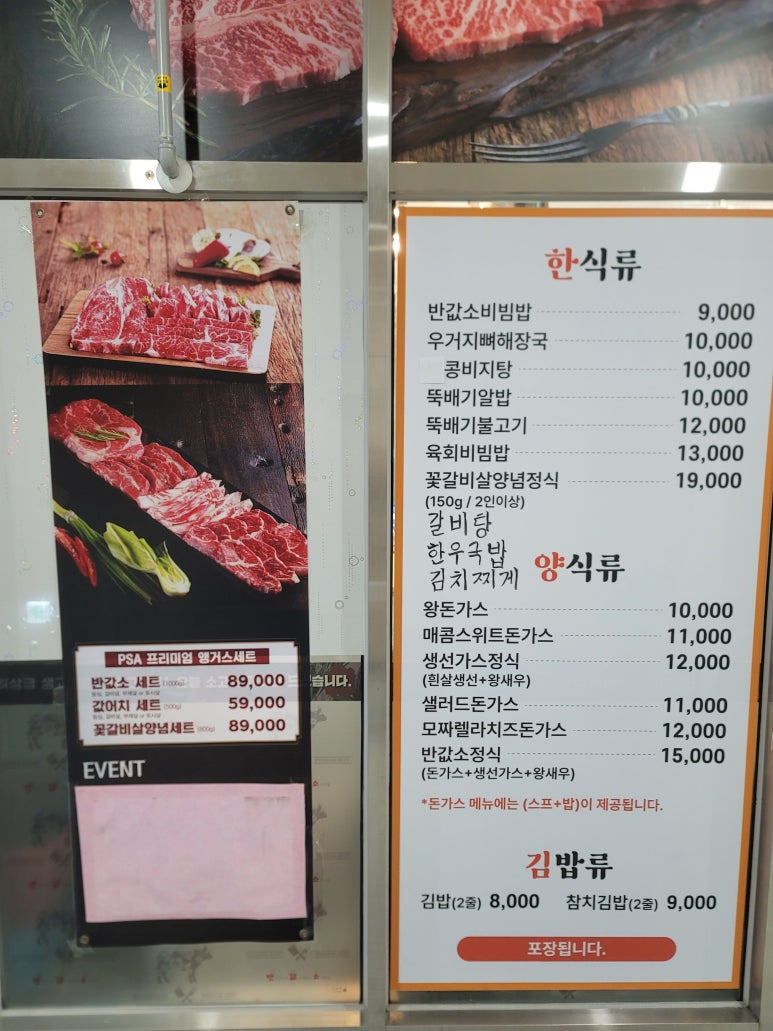 PSA 프리미엄 앵거스세트
반값소 세트 (1000g) 89,000
값어치 세트 (500g) 59,000
꽃갈비살양념세트 (800g) 89,000
EVENT
습니다.
한식류
반값소비빔밥 9,000
우거지뼈해장국 10,000
콩비지탕 10,000
뚝배기알밥 10,000
뚝배기불고기 12,000
육회비빔밥 13,000
꽃갈비살양념정식 19,000
(150g / 2인이상)
갈비탕
한우국밥
김치찌게
양식류
왕돈가스 10,000
매콤스위트돈가스 11,000
생선가스정식 12,000
(흰살생선+왕새우)
샐러드돈가스 11,000
모짜렐라치즈돈가스 12,000
반값소정식 15,000
(돈가스+생선가스+왕새우)
*돈가스 메뉴에는 (스프+밥)이 제공됩니다.
김밥류
김밥(2줄) 8,000 참치김밥(2줄) 9,000
포장됩니다.